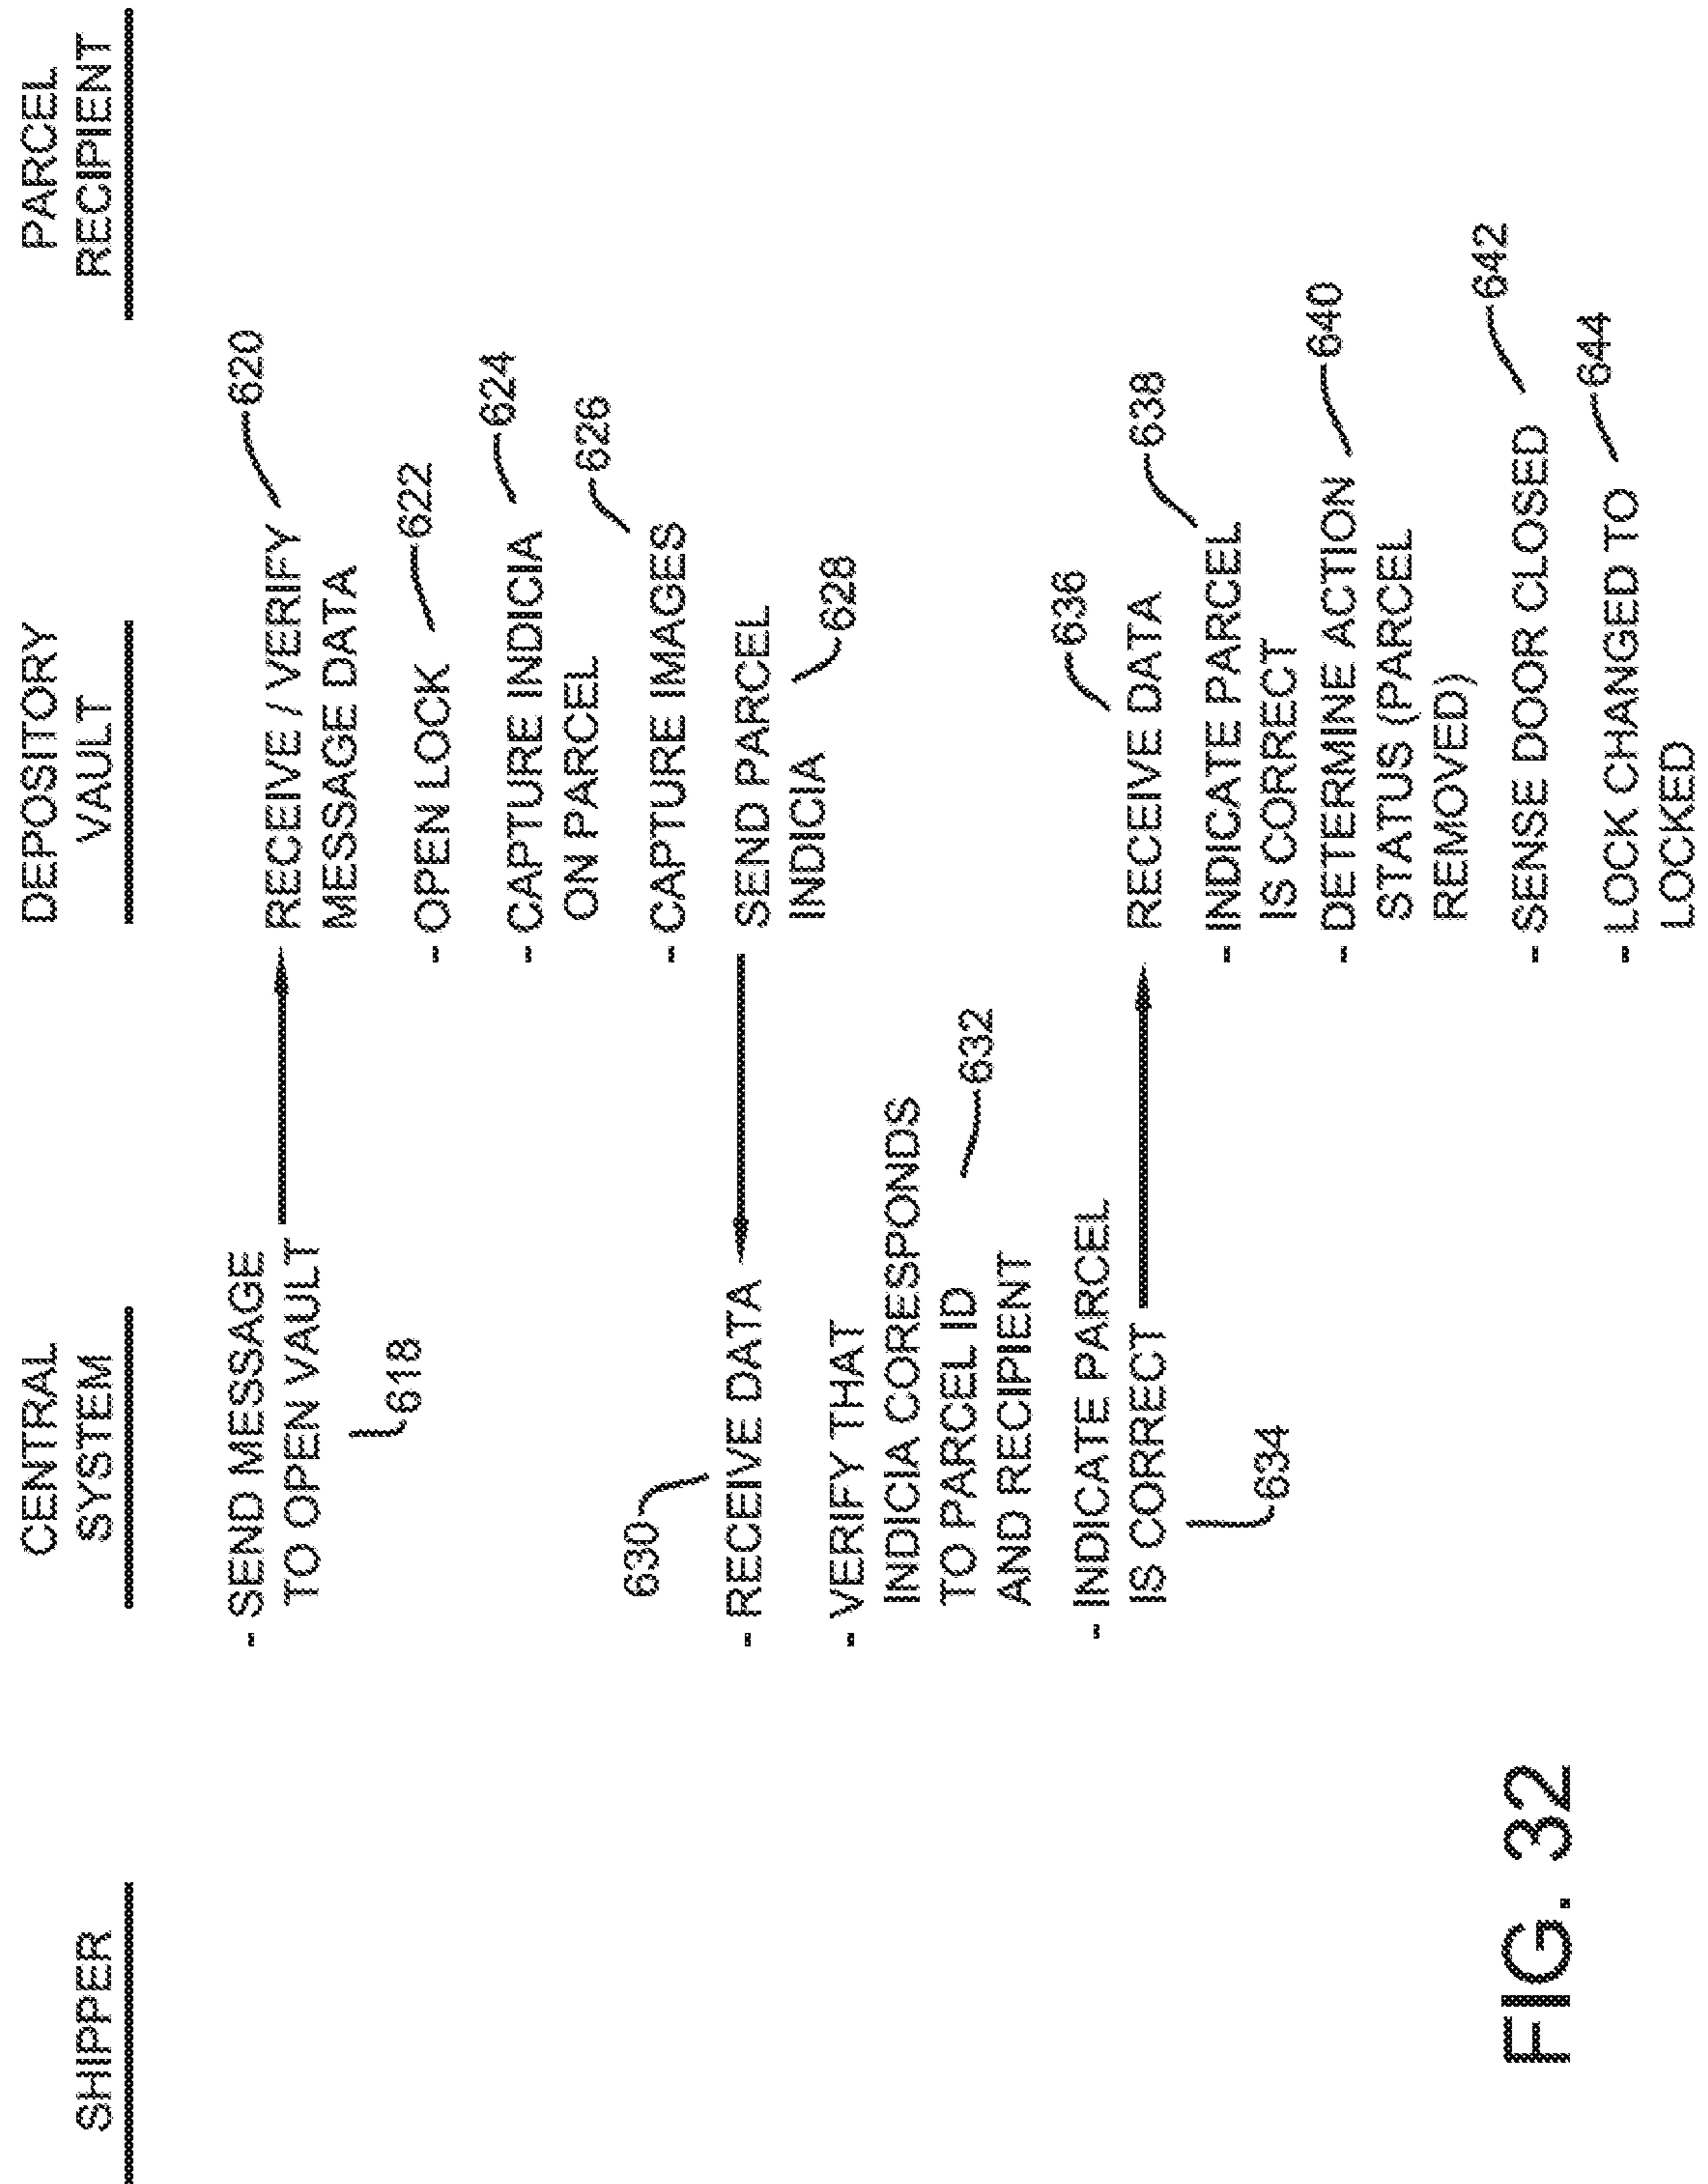 SHIPPER
CENTRAL
SYSTEM
DEPOSITORY
VAULT
PARCEL
RECIPIENT
- SEND MESSAGE
TO OPEN VAULT
618
RECEIVE / VERIFY
MESSAGE DATA
620
- OPEN LOCK
622
- CAPTURE INDICIA
ON PARCEL
624
- CAPTURE IMAGES
626
SEND PARCEL
INDICIA
628
630
- RECEIVE DATA
- VERIFY THAT
INDICIA CORESPONDS
TO PARCEL ID
AND RECIPIENT
632
- INDICATE PARCEL
IS CORRECT
634
636
RECEIVE DATA
- INDICATE PARCEL
IS CORRECT
638
- DETERMINE ACTION
STATUS (PARCEL
REMOVED)
640
- SENSE DOOR CLOSED
642
- LOCK CHANGED TO
LOCKED
644
FIG. 32